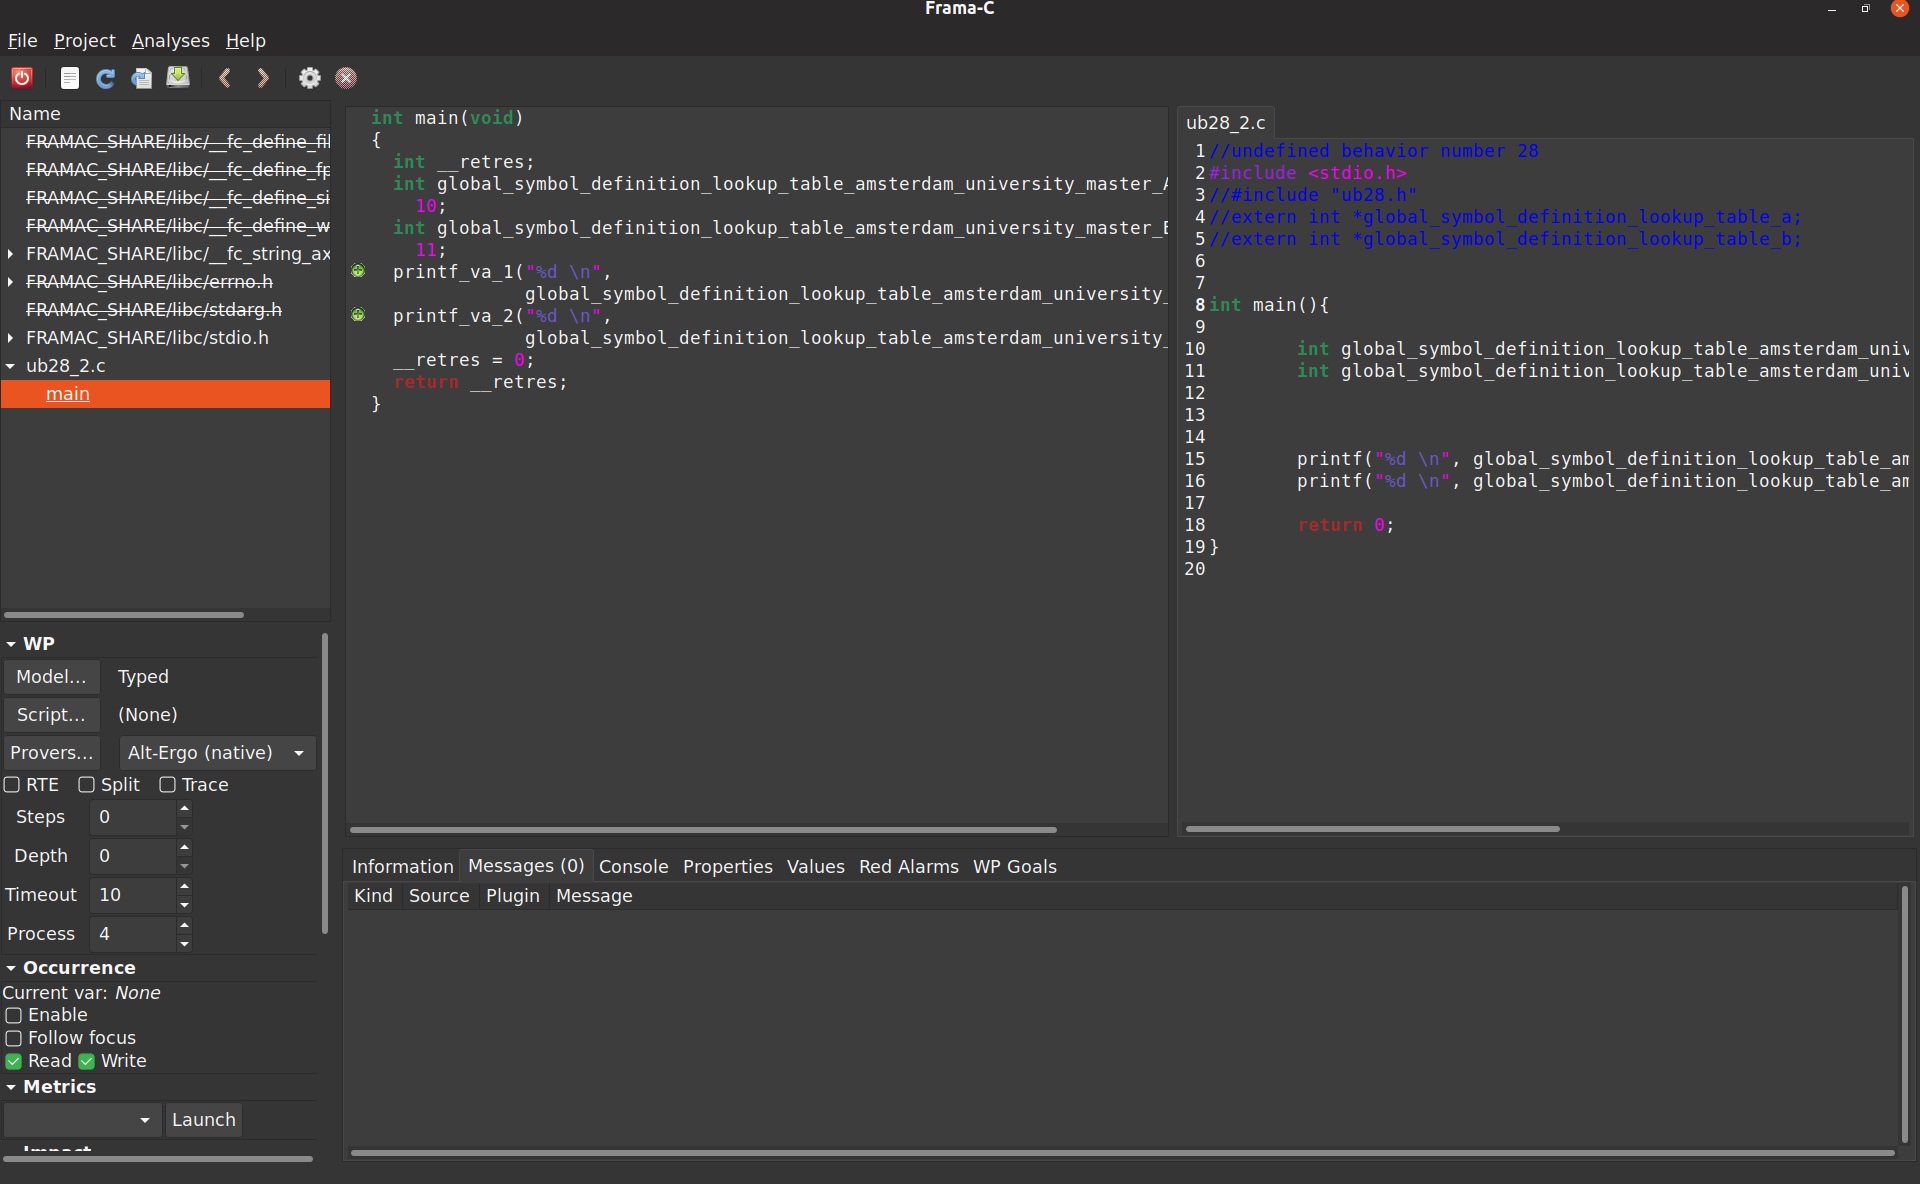 Frama-C
File Project Analyses Help
Name
FRAMAC_SHARE/libc/__fc_define_fil
FRAMAC_SHARE/libc/__fc_define_fp
FRAMAC_SHARE/libc/__fc_define_si
FRAMAC_SHARE/libc/__fc_define_w
FRAMAC_SHARE/libc/__fc_string_ax
FRAMAC_SHARE/libc/errno.h
FRAMAC_SHARE/libc/stdarg.h
FRAMAC_SHARE/libc/stdio.h
ub28_2.c
main
WP
Model... Typed
Script... (None)
Provers... Alt-Ergo (native)
RTE Split Trace
Steps 0
Depth 0
Timeout 10
Process 4
Occurrence
Current var: None
Enable
Follow focus
Read Write
Metrics
Launch
Impact
int main(void)
{
int __retres;
int global_symbol_definition_lookup_table_amsterdam_university_master_A
10;
int global_symbol_definition_lookup_table_amsterdam_university_master_B
11;
printf_va_1("%d \n",
global_symbol_definition_lookup_table_amsterdam_university_
printf_va_2("%d \n",
global_symbol_definition_lookup_table_amsterdam_university_
__retres = 0;
return __retres;
}
ub28_2.c
1 //undefined behavior number 28
2 #include <stdio.h>
3 //#include "ub28.h"
4 //extern int *global_symbol_definition_lookup_table_a;
5 //extern int *global_symbol_definition_lookup_table_b;
6
7
8 int main(){
9
10 int global_symbol_definition_lookup_table_amsterdam_univ
11 int global_symbol_definition_lookup_table_amsterdam_univ
12
13
14
15 printf("%d \n", global_symbol_definition_lookup_table_am
16 printf("%d \n", global_symbol_definition_lookup_table_am
17
18 return 0;
19 }
20
Information Messages (0) Console Properties Values Red Alarms WP Goals
Kind Source Plugin Message